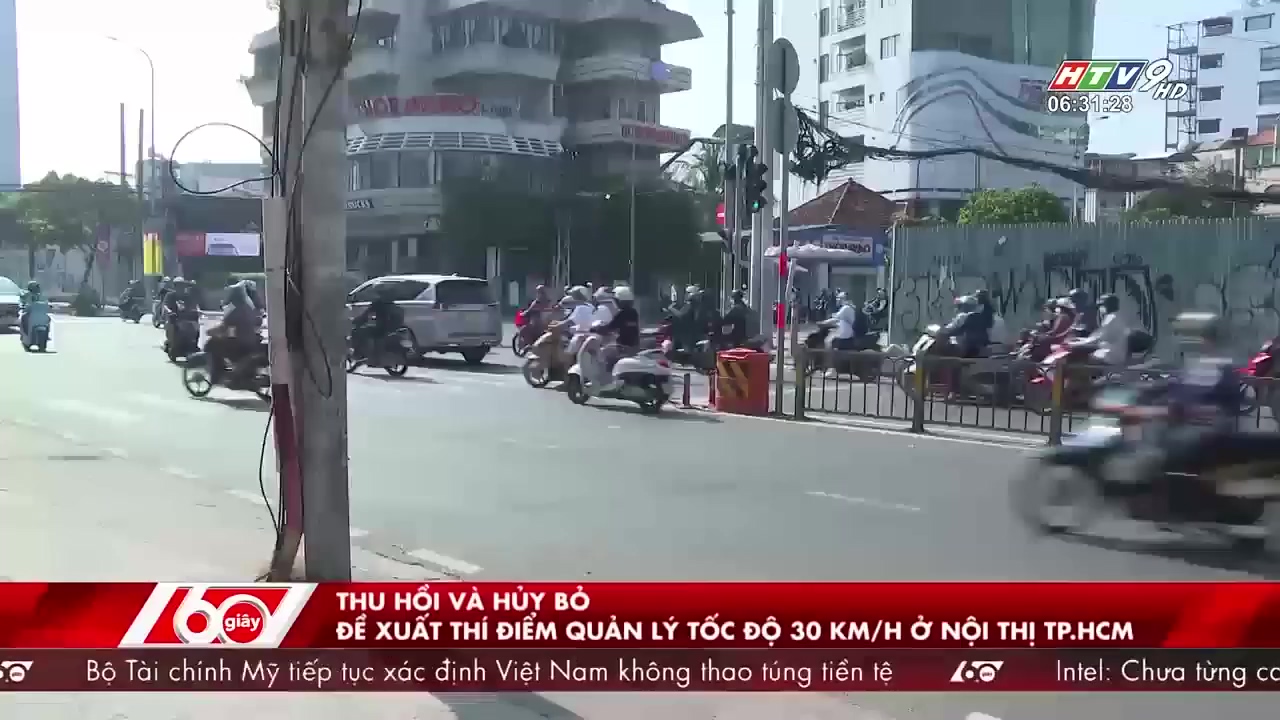 HTV9 HD
06:31:28
60 giây
THU HỒI VÀ HỦY BỎ
ĐỀ XUẤT THÍ ĐIỂM QUẢN LÝ TỐC ĐỘ 30 KM/H Ở NỘI THỊ TP.HCM
Bộ Tài chính Mỹ tiếp tục xác định Việt Nam không thao túng tiền tệ
Intel: Chưa từng